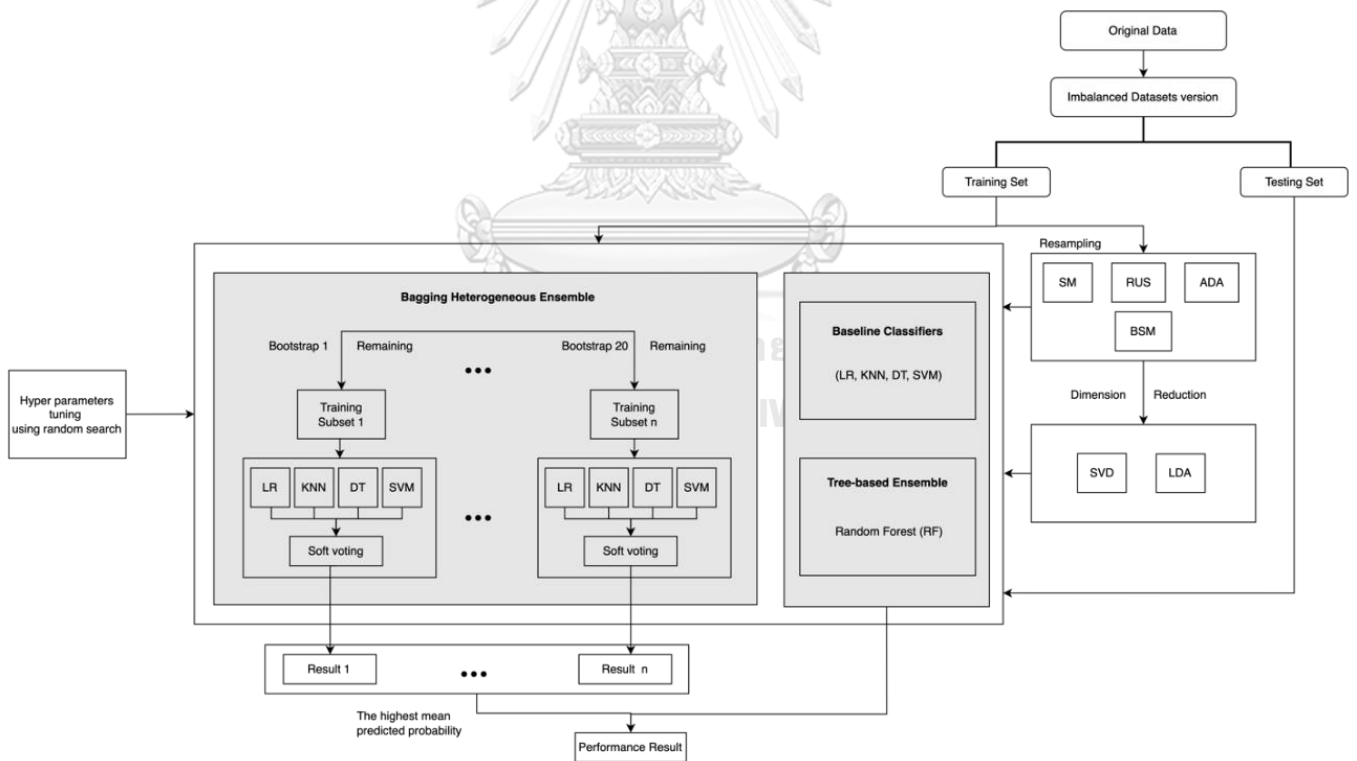 Original Data
Imbalanced Datasets version
Training Set
Testing Set
Resampling
SM
RUS
ADA
BSM
Dimension
Reduction
SVD
LDA
Hyper parameters
tuning
using random search
Bagging Heterogeneous Ensemble
Bootstrap 1
Remaining
•••
Bootstrap 20
Remaining
Training
Subset 1
Training
Subset n
LR
KNN
DT
SVM
•••
LR
KNN
DT
SVM
Soft voting
Soft voting
Baseline Classifiers
(LR, KNN, DT, SVM)
Tree-based Ensemble
Random Forest (RF)
Result 1
•••
Result n
The highest mean
predicted probability
Performance Result